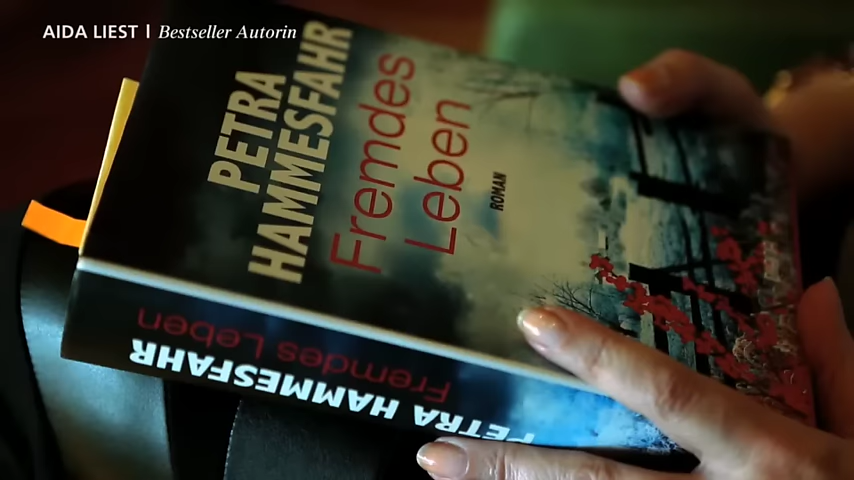 AIDA LIEST | Bestseller Autorin
PETRA
HAMMESFAHR
Fremdes
Leben
ROMAN
PETRA HAMMESFAHR
Fremdes Leben